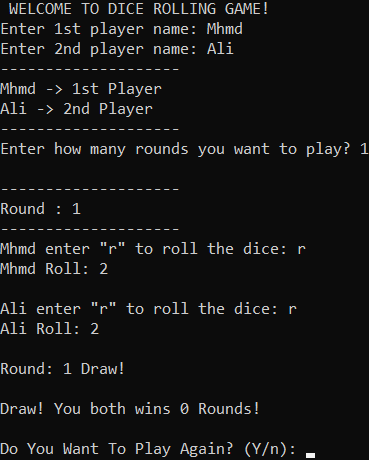 WELCOME TO DICE ROLLING GAME!
Enter 1st player name: Mhmd
Enter 2nd player name: Ali
-------------------
Mhmd -> 1st Player
Ali -> 2nd Player
-------------------
Enter how many rounds you want to play? 1
-------------------
Round : 1
-------------------
Mhmd enter "r" to roll the dice: r
Mhmd Roll: 2
Ali enter "r" to roll the dice: r
Ali Roll: 2
Round: 1 Draw!
Draw! You both wins 0 Rounds!
Do You Want To Play Again? (Y/n):